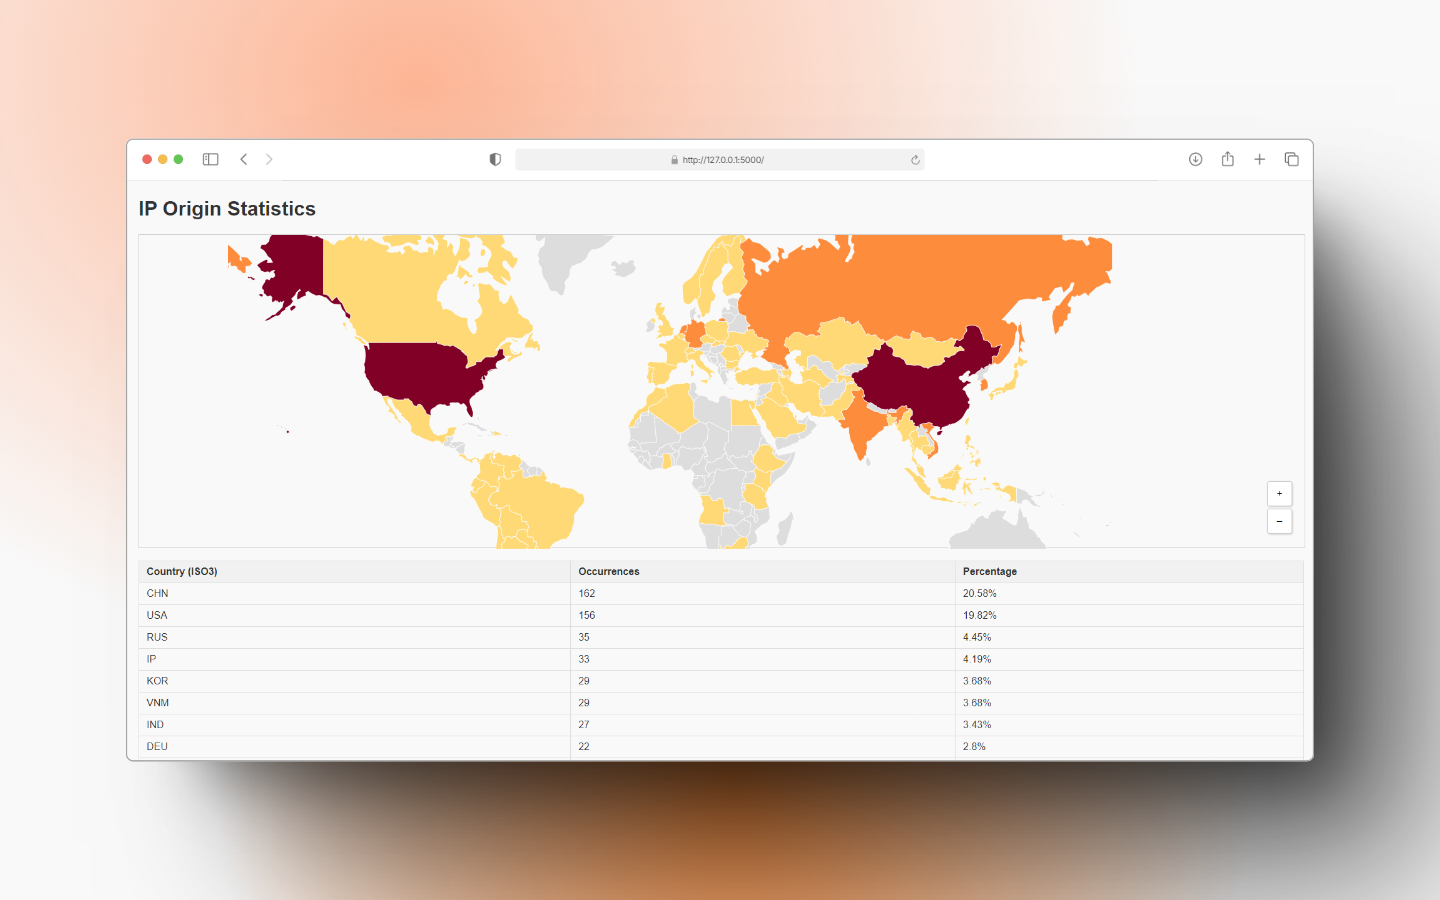 http://127.0.0.1:5000/
IP Origin Statistics
+
−
Country (ISO3) Occurrences Percentage
CHN 162 20.58%
USA 156 19.82%
RUS 35 4.45%
IP 33 4.19%
KOR 29 3.68%
VNM 29 3.68%
IND 27 3.43%
DEU 22 2.8%